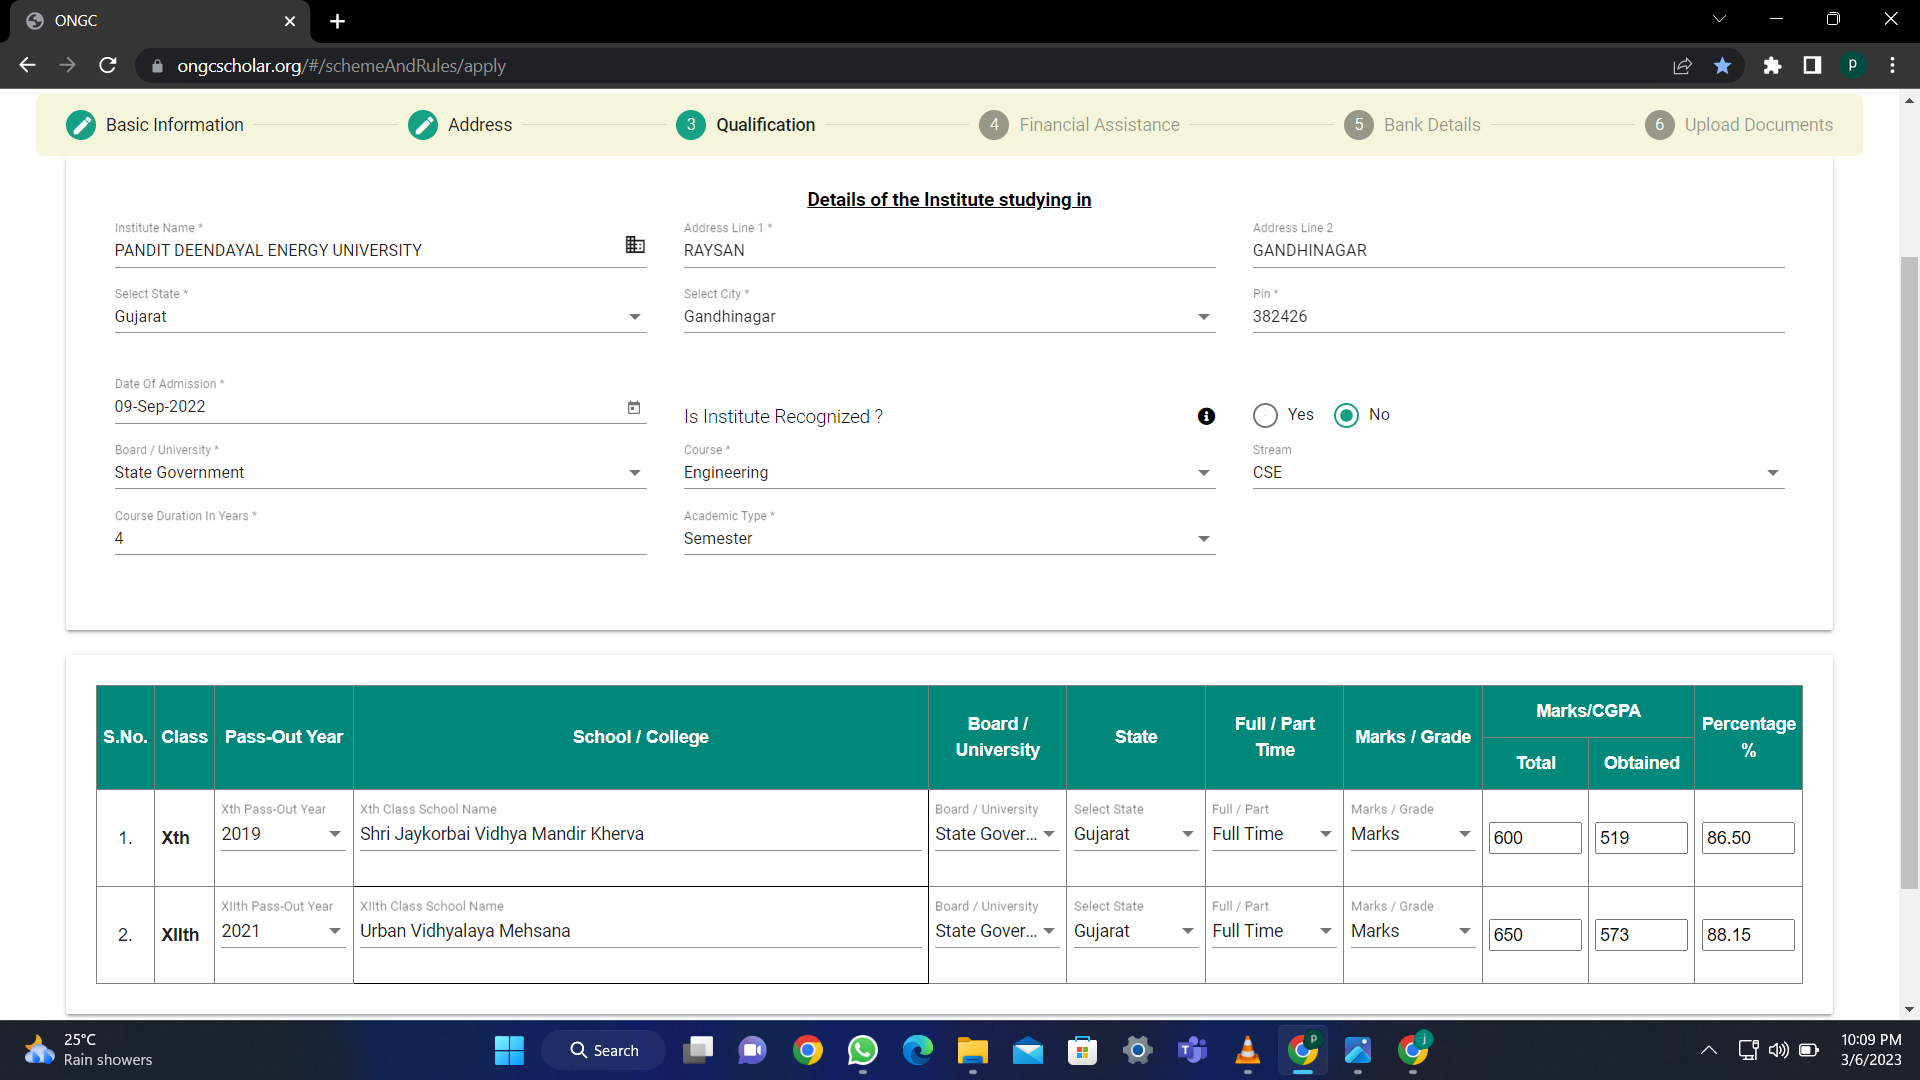 ONGC
ongcscholar.org/#/schemeAndRules/apply
P
Basic Information
Address
3 Qualification
4 Financial Assistance
5 Bank Details
6 Upload Documents
Details of the Institute studying in
Institute Name *
PANDIT DEENDAYAL ENERGY UNIVERSITY
Address Line 1 *
RAYSAN
Address Line 2
GANDHINAGAR
Select State *
Gujarat
Select City *
Gandhinagar
Pin *
382426
Date Of Admission *
09-Sep-2022
Is Institute Recognized ?
Yes
No
Board / University *
State Government
Course *
Engineering
Stream
CSE
Course Duration In Years *
4
Academic Type *
Semester
S.No.
Class
Pass-Out Year
School / College
Board /
University
State
Full / Part
Time
Marks / Grade
Marks/CGPA
Total
Obtained
Percentage
%
1.
Xth
Xth Pass-Out Year
2019
Xth Class School Name
Shri Jaykorbai Vidhya Mandir Kherva
Board / University
State Gover...
Select State
Gujarat
Full / Part
Full Time
Marks / Grade
Marks
600
519
86.50
2.
XIIth
XIIth Pass-Out Year
2021
XIIth Class School Name
Urban Vidhyalaya Mehsana
Board / University
State Gover...
Select State
Gujarat
Full / Part
Full Time
Marks / Grade
Marks
650
573
88.15
25°C
Rain showers
Search
P
j
10:09 PM
3/6/2023